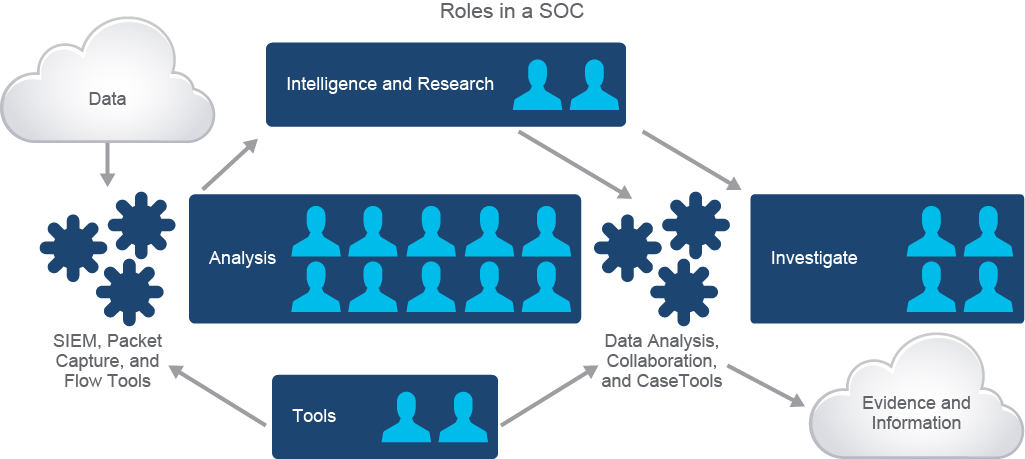 Roles in a SOC
Data
Intelligence and Research
Analysis
Investigate
SIEM, Packet
Capture, and
Flow Tools
Data Analysis,
Collaboration,
and CaseTools
Tools
Evidence and
Information